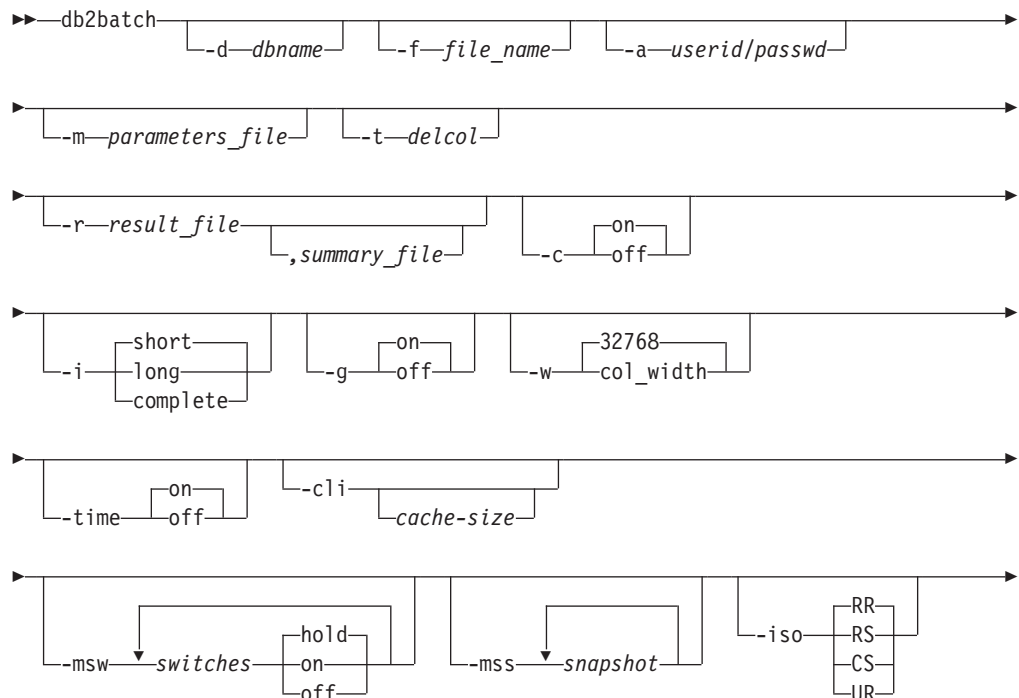 db2batch -d dbname -f file_name -a userid/passwd
-m parameters_file -t delcol
-r result_file ,summary_file -c on off
-i short long complete -g on off -w 32768 col_width
-time on off -cli cache-size
-msw switches hold on off -mss snapshot -iso RR RS CS UR